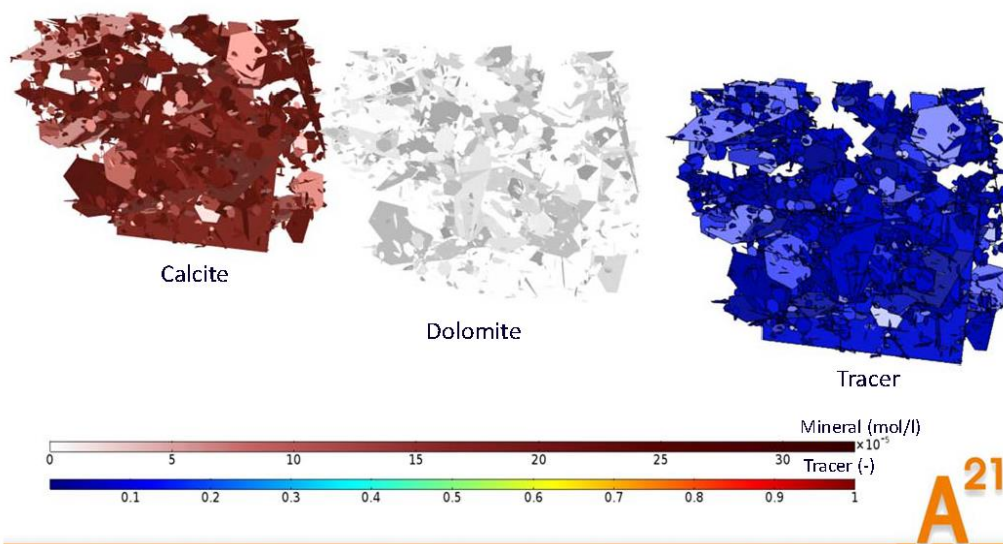 Calcite
Dolomite
Tracer
Mineral (mol/l)
0 5 10 15 20 25 30 ×10⁻⁵
Tracer (-)
0.1 0.2 0.3 0.4 0.5 0.6 0.7 0.8 0.9 1
A²¹